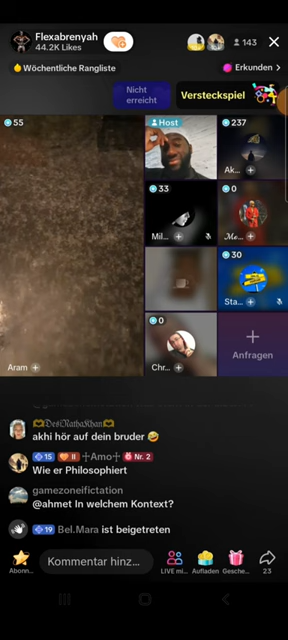 Flexabrenyah
44.2K Likes
143
Wöchentliche Rangliste
Erkunden >
Nicht erreicht
Versteckspiel
55
Host
237
Ak...
33
0
Mil...
Me...
30
Sta...
0
Aram
Chr...
Anfragen
akhi hör auf dein bruder 🤣
15 II ✢Amo✢ Nr. 2
Wie er Philosophiert
gamezoneifictation
@ahmet In welchem Kontext?
19 Bel.Mara ist beigetreten
Kommentar hinz...
Abonn...
LIVE mi...
Aufladen
Gesche...
23